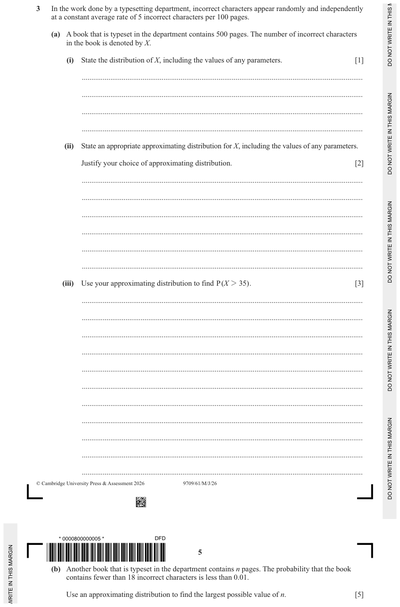 3 In the work done by a typesetting department, incorrect characters appear randomly and independently
at a constant average rate of 5 incorrect characters per 100 pages.
(a) A book that is typeset in the department contains 500 pages. The number of incorrect characters
in the book is denoted by X.
(i) State the distribution of X, including the values of any parameters. [1]
(ii) State an appropriate approximating distribution for X, including the values of any parameters.
Justify your choice of approximating distribution. [2]
(iii) Use your approximating distribution to find P(X > 35). [3]
© Cambridge University Press & Assessment 2026 9709/61/M/J/26
DO NOT WRITE IN THIS MARGIN
DO NOT WRITE IN THIS MARGIN
DO NOT WRITE IN THIS MARGIN
DO NOT WRITE IN THIS MARGIN
DO NOT WRITE IN THIS MARGIN
* 0000800000005 * DFD
5
(b) Another book that is typeset in the department contains n pages. The probability that the book
contains fewer than 18 incorrect characters is less than 0.01.
Use an approximating distribution to find the largest possible value of n. [5]
WRITE IN THIS MARGIN